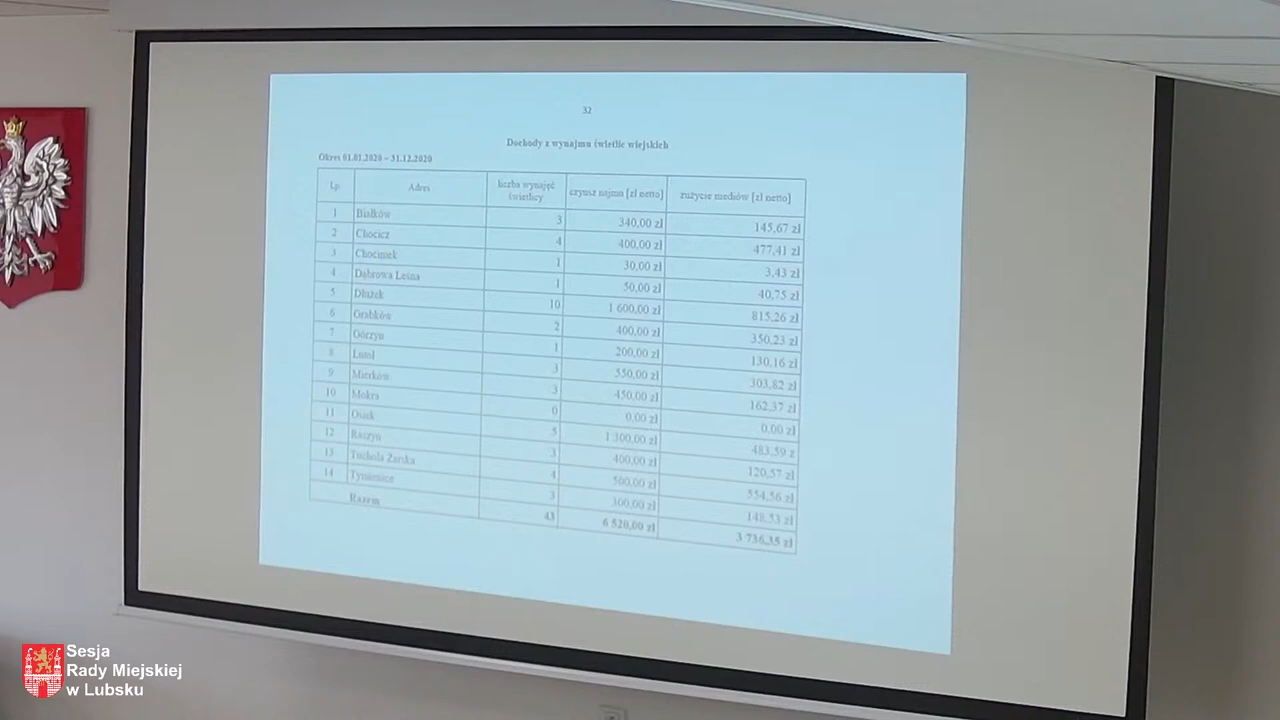 32
Dochody z wynajmu świetlic wiejskich
Okres 01.01.2020 – 31.12.2020
Lp. Adres liczba wynajęć świetlicy czynsz najmu [zł netto] zużycie mediów [zł netto]
1 Białków 3 340,00 zł 145,67 zł
2 Chocicz 4 400,00 zł 477,41 zł
3 Chocimek 1 30,00 zł 3,43 zł
4 Dąbrowa Leśna 1 50,00 zł 40,75 zł
5 Dłużek 10 1 600,00 zł 815,26 zł
6 Grabków 2 400,00 zł 350,23 zł
7 Górzyn 1 200,00 zł 130,16 zł
8 Lutol 3 550,00 zł 303,82 zł
9 Mierków 3 450,00 zł 162,37 zł
10 Mokra 0 0,00 zł 0,00 zł
11 Osiek 5 1 300,00 zł 483,59 z
12 Raszyn 3 400,00 zł 120,57 zł
13 Tuchola Żarska 4 500,00 zł 554,56 zł
14 Tymienice 3 300,00 zł 148,53 zł
Razem 43 6 520,00 zł 3 736,35 zł
Sesja
Rady Miejskiej
w Lubsku